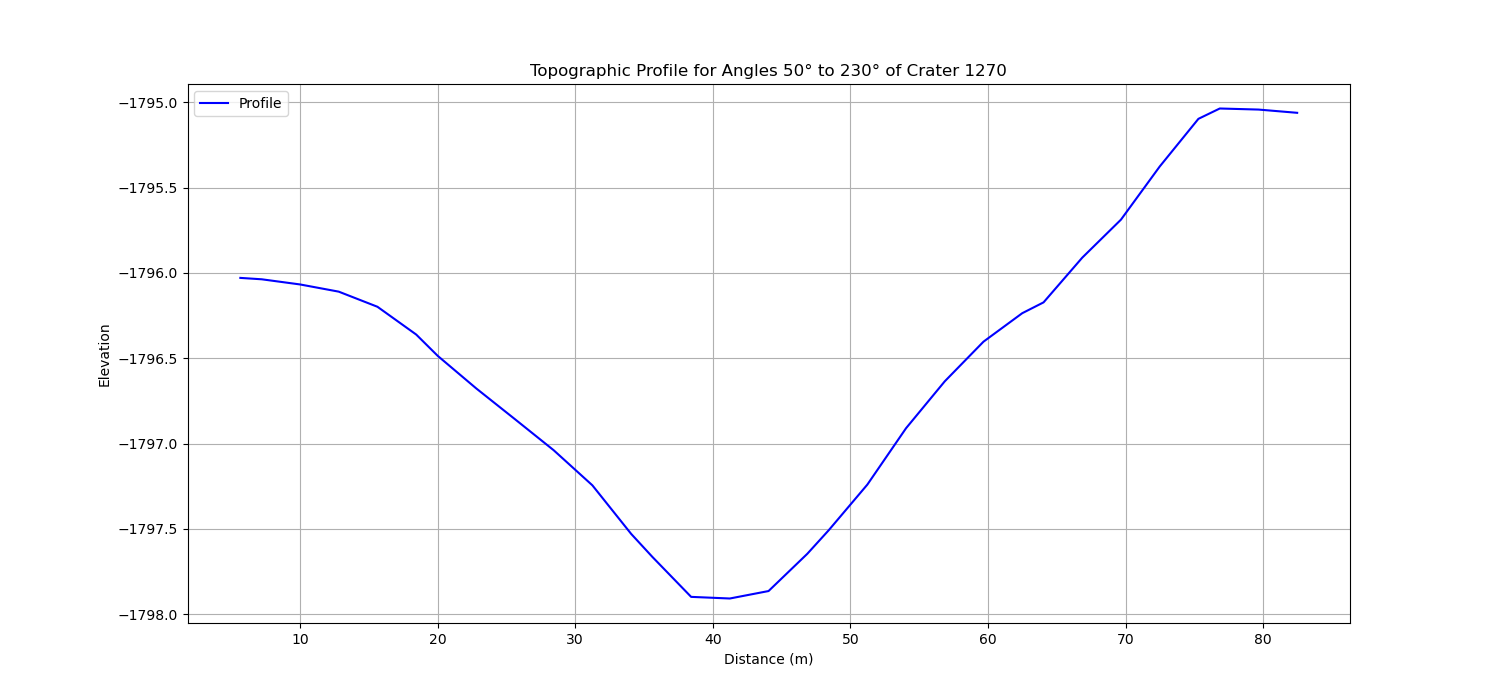 Topographic Profile for Angles 50° to 230° of Crater 1270
Profile
−1795.0
−1795.5
−1796.0
−1796.5
−1797.0
−1797.5
−1798.0
Elevation
10 20 30 40 50 60 70 80
Distance (m)